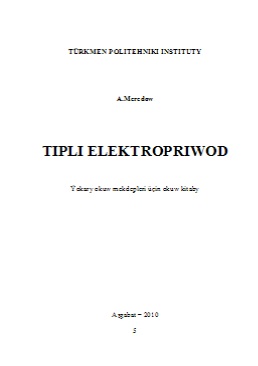 TÜRKMEN POLITEHNIKI INSTITUTY
A.Meredow
TIPLI ELEKTROPRIWOD
Ýokary okuw mekdepleri üçin okuw kitaby
Aşgabat – 2010
5